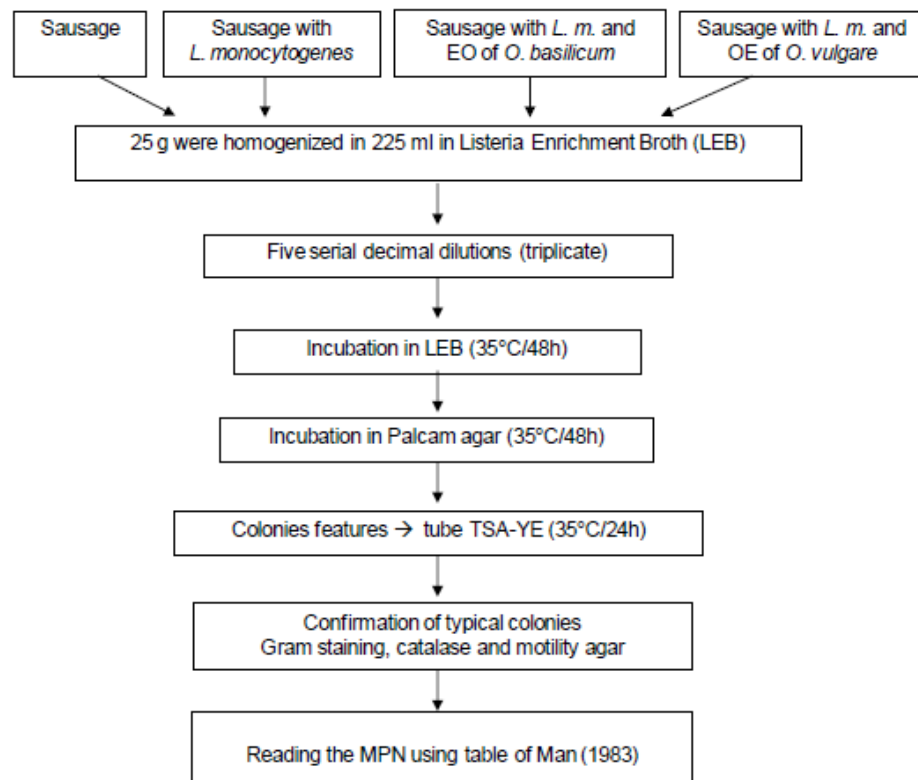 Sausage
Sausage with
L. monocytogenes
Sausage with L. m. and
EO of O. basilicum
Sausage with L. m. and
OE of O. vulgare
25 g were homogenized in 225 ml in Listeria Enrichment Broth (LEB)
Five serial decimal dilutions (triplicate)
Incubation in LEB (35°C/48h)
Incubation in Palcam agar (35°C/48h)
Colonies features → tube TSA-YE (35°C/24h)
Confirmation of typical colonies
Gram staining, catalase and motility agar
Reading the MPN using table of Man (1983)